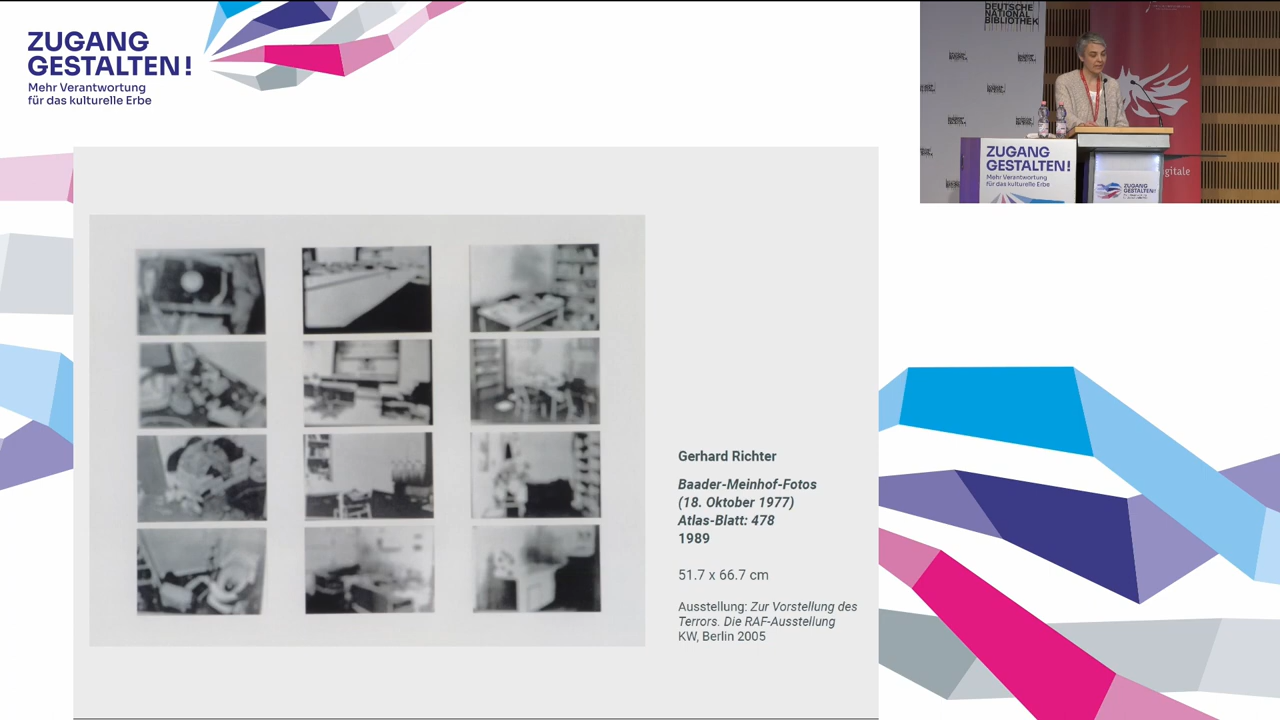 ZUGANG
GESTALTEN!
Mehr Verantwortung
für das kulturelle Erbe
DEUTSCHE
NATIONAL
BIBLIOTHEK
ZUGANG
GESTALTEN!
Mehr Verantwortung
für das kulturelle Erbe
ZUGANG
GESTALTEN!
Gerhard Richter
Baader-Meinhof-Fotos
(18. Oktober 1977)
Atlas-Blatt: 478
1989
51.7 x 66.7 cm
Ausstellung: Zur Vorstellung des
Terrors. Die RAF-Ausstellung
KW, Berlin 2005